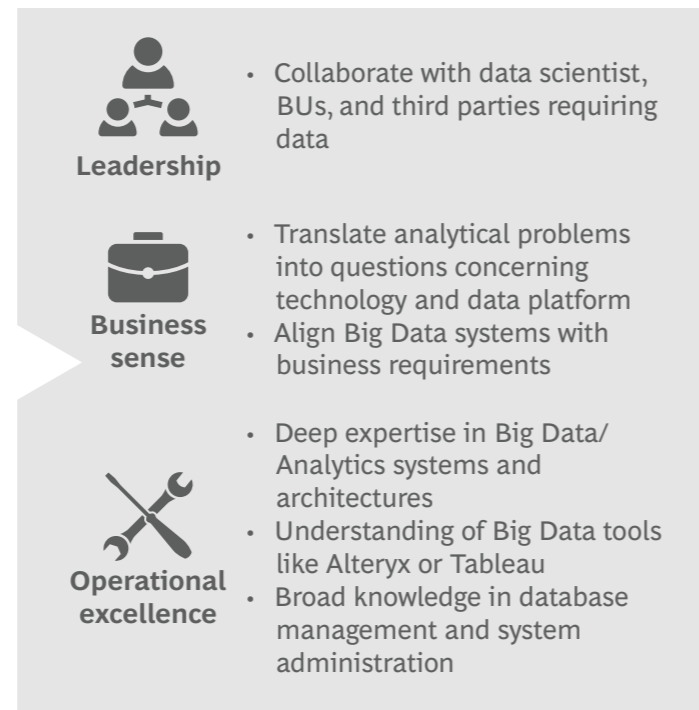 Leadership
• Collaborate with data scientist,
BUs, and third parties requiring
data
Business
sense
• Translate analytical problems
into questions concerning
technology and data platform
• Align Big Data systems with
business requirements
Operational
excellence
• Deep expertise in Big Data/
Analytics systems and
architectures
• Understanding of Big Data tools
like Alteryx or Tableau
• Broad knowledge in database
management and system
administration